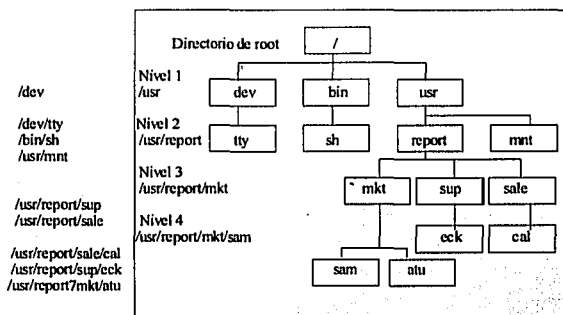 Directorio de root /
Nivel 1
/dev /usr dev bin usr
/dev/tty Nivel 2
/bin/sh /usr/report tty sh report mnt
/usr/mnt
Nivel 3
/usr/report/mkt mkt sup sale
/usr/report/sup
/usr/report/sale Nivel 4
/usr/report/mkt/sam eck cal
/usr/report/sale/cal
/usr/report/sup/eck sam atu
/usr/report7mkt/atu